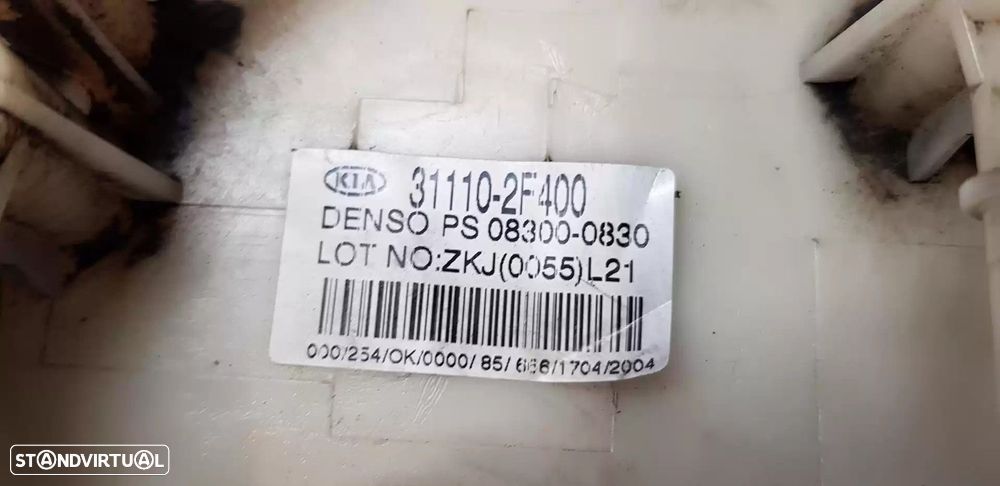 KIA 31110-2F400
DENSO PS 08300-0830
LOT NO:ZKJ(0055)L21
000/254/OK/0000/85/666/1704/2004
STANDVIRTUAL